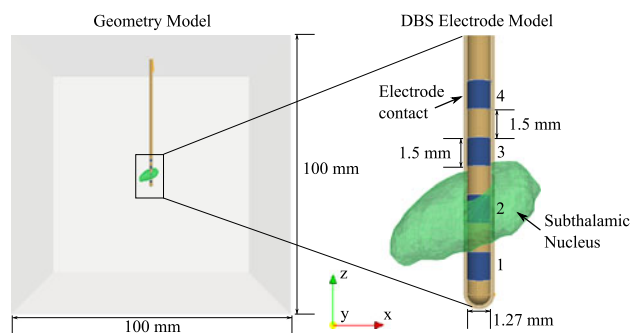 Geometry Model
100 mm
100 mm
z
y
x
DBS Electrode Model
Electrode
contact
4
1.5 mm
3
1.5 mm
2
Subthalamic
Nucleus
1
1.27 mm